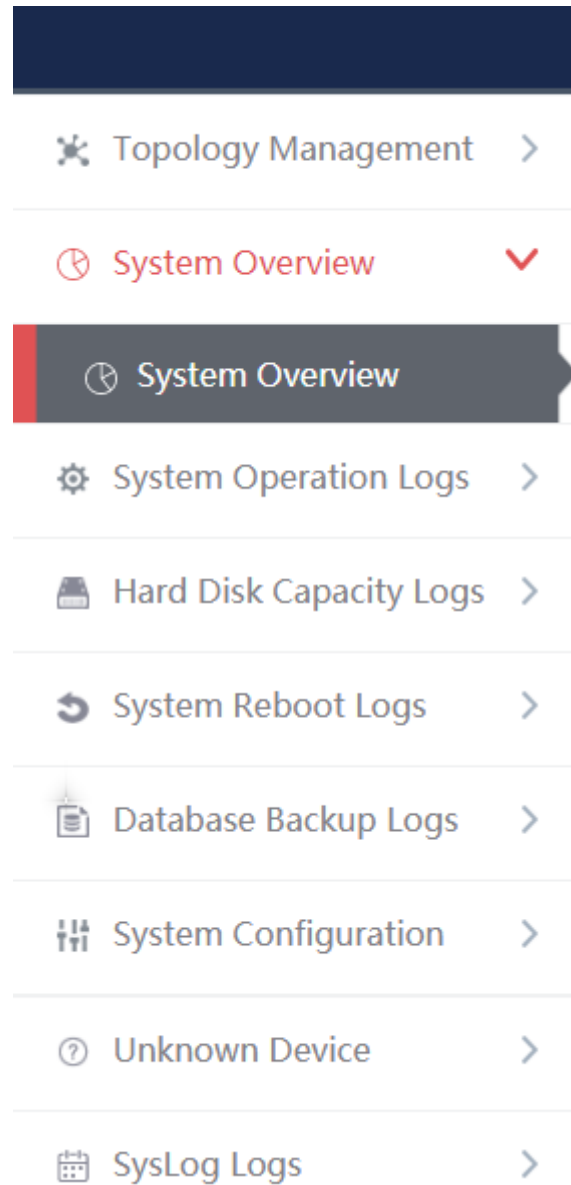 Topology Management
System Overview
System Overview
System Operation Logs
Hard Disk Capacity Logs
System Reboot Logs
Database Backup Logs
System Configuration
Unknown Device
SysLog Logs